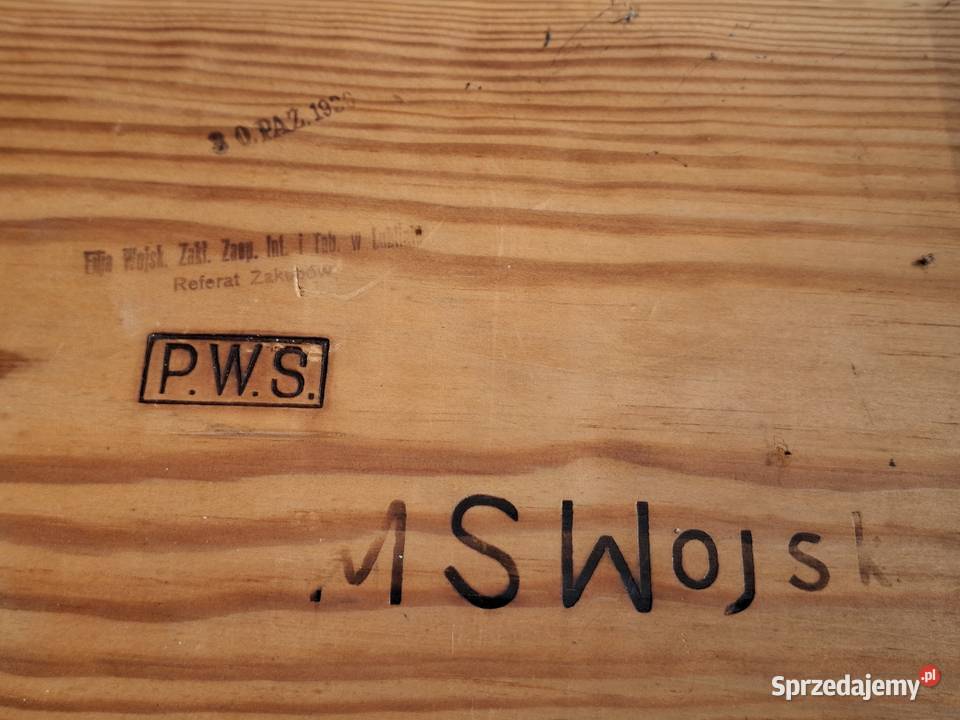 30.PAŹ.1936
Filja Wojsk. Zakł. Zaop. Int. i Tab. w Lublinie
Referat Zakupów
P.W.S.
MSWojsk.
Sprzedajemy.pl